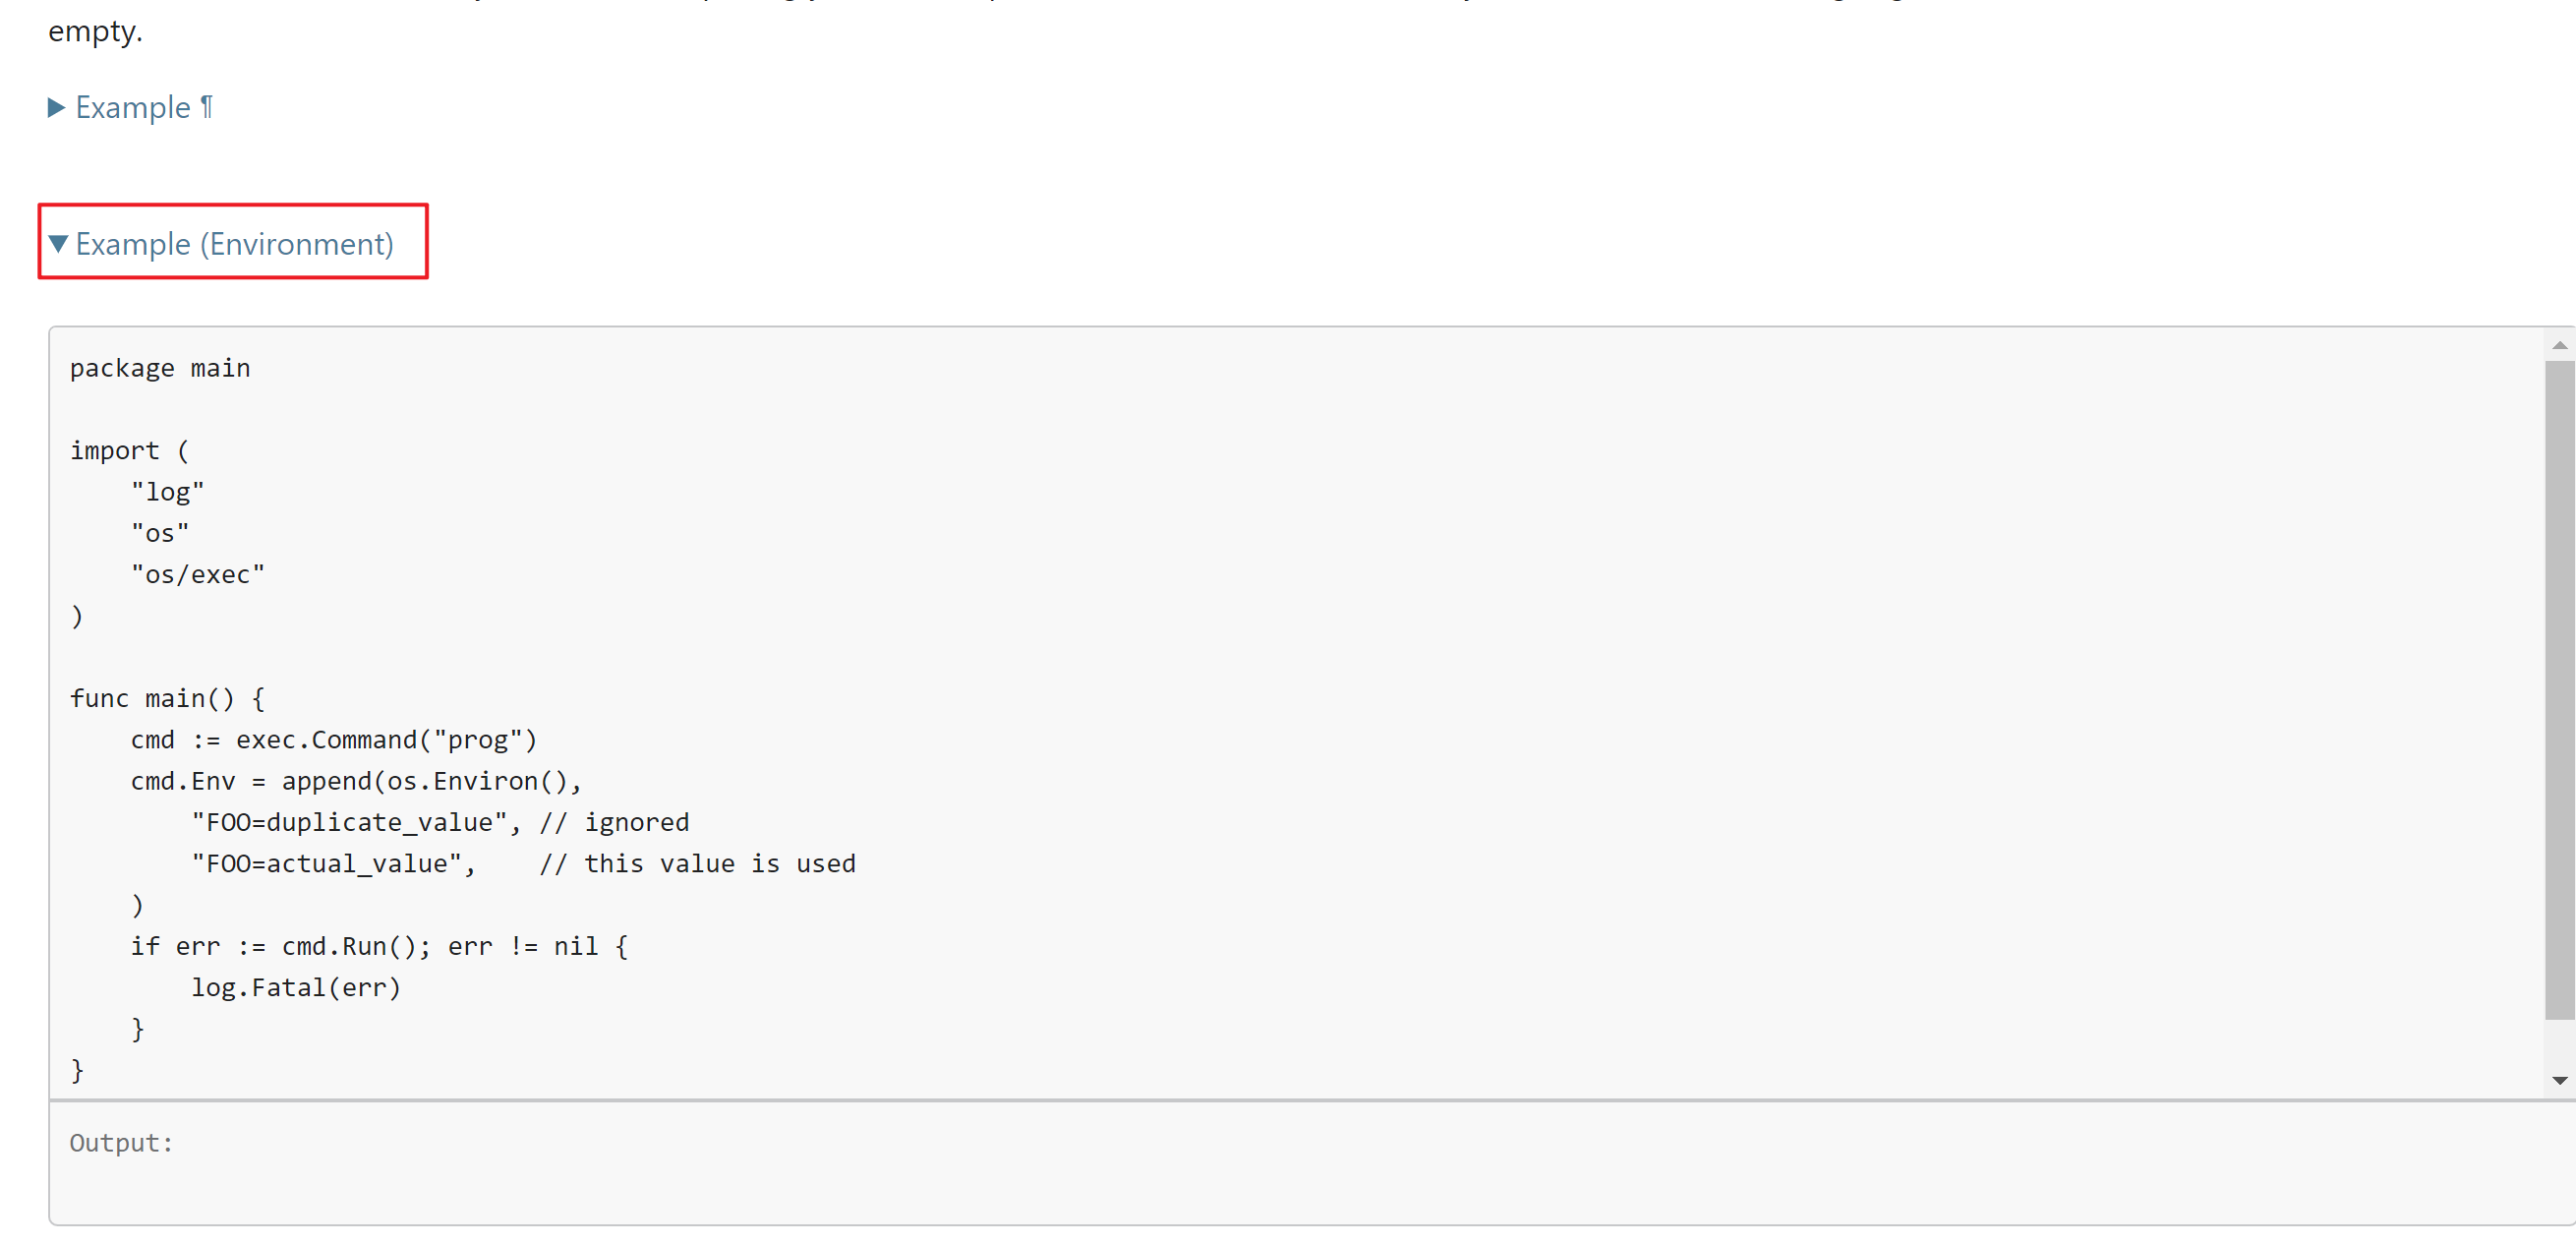 empty.
▶ Example ¶
▼ Example (Environment)
package main
import (
    "log"
    "os"
    "os/exec"
)
func main() {
    cmd := exec.Command("prog")
    cmd.Env = append(os.Environ(),
        "FOO=duplicate_value", // ignored
        "FOO=actual_value",    // this value is used
    )
    if err := cmd.Run(); err != nil {
        log.Fatal(err)
    }
}
Output: